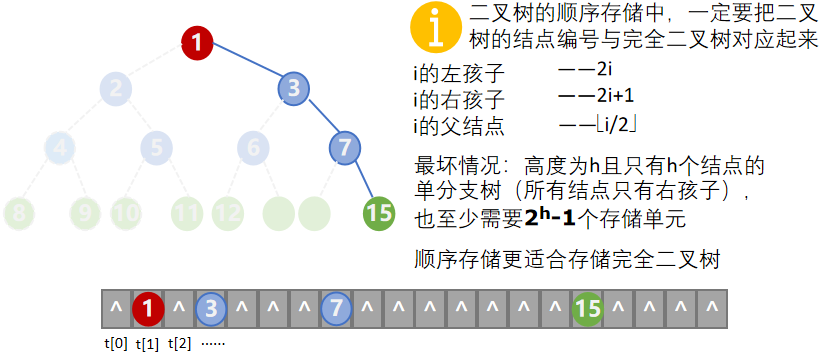 二叉树的顺序存储中，一定要把二叉
树的结点编号与完全二叉树对应起来
i
i的左孩子 ——2i
i的右孩子 ——2i+1
i的父结点 ——⌊i/2⌋
最坏情况：高度为h且只有h个结点的
单分支树（所有结点只有右孩子），
也至少需要2ʰ-1个存储单元
顺序存储更适合存储完全二叉树
1
2 3
4 5 6 7
8 9 10 11 12 15
^ 1 ^ 3 ^ ^ ^ 7 ^ ^ ^ ^ ^ ^ ^ 15 ^ ^ ^ ^
t[0] t[1] t[2] ······